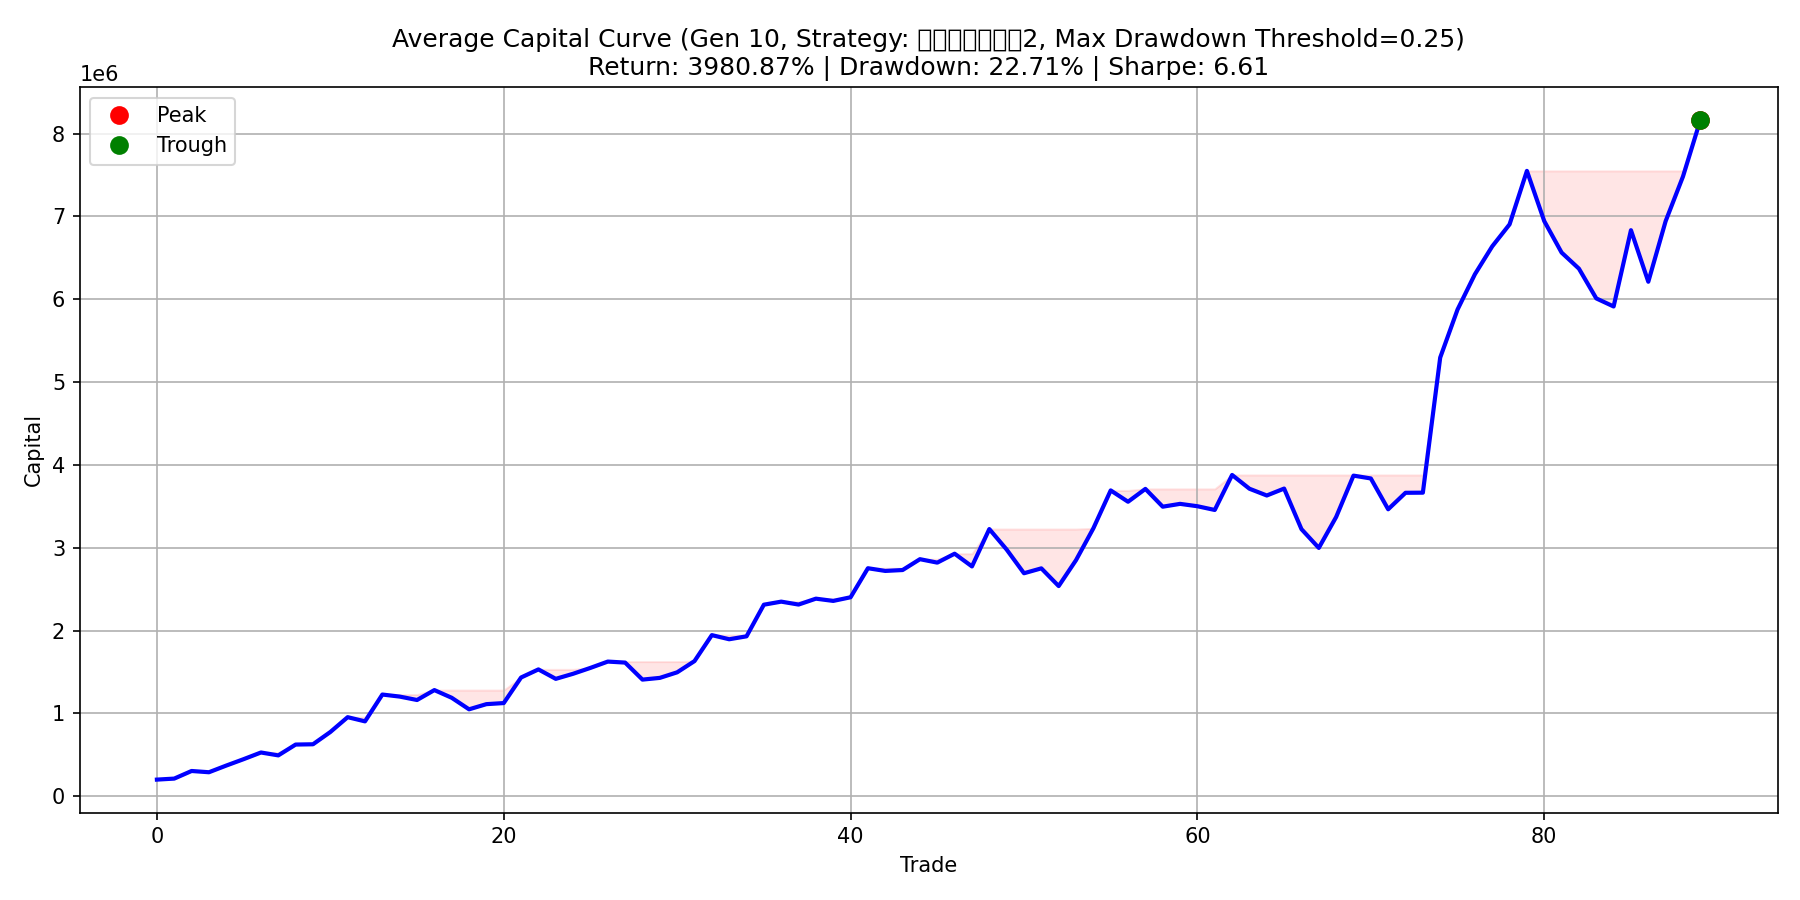 Average Capital Curve (Gen 10, Strategy: □□□□□□□2, Max Drawdown Threshold=0.25)
Return: 3980.87% | Drawdown: 22.71% | Sharpe: 6.61
1e6
Peak
Trough
8
7
6
5
4
3
2
1
0
Capital
0 20 40 60 80
Trade